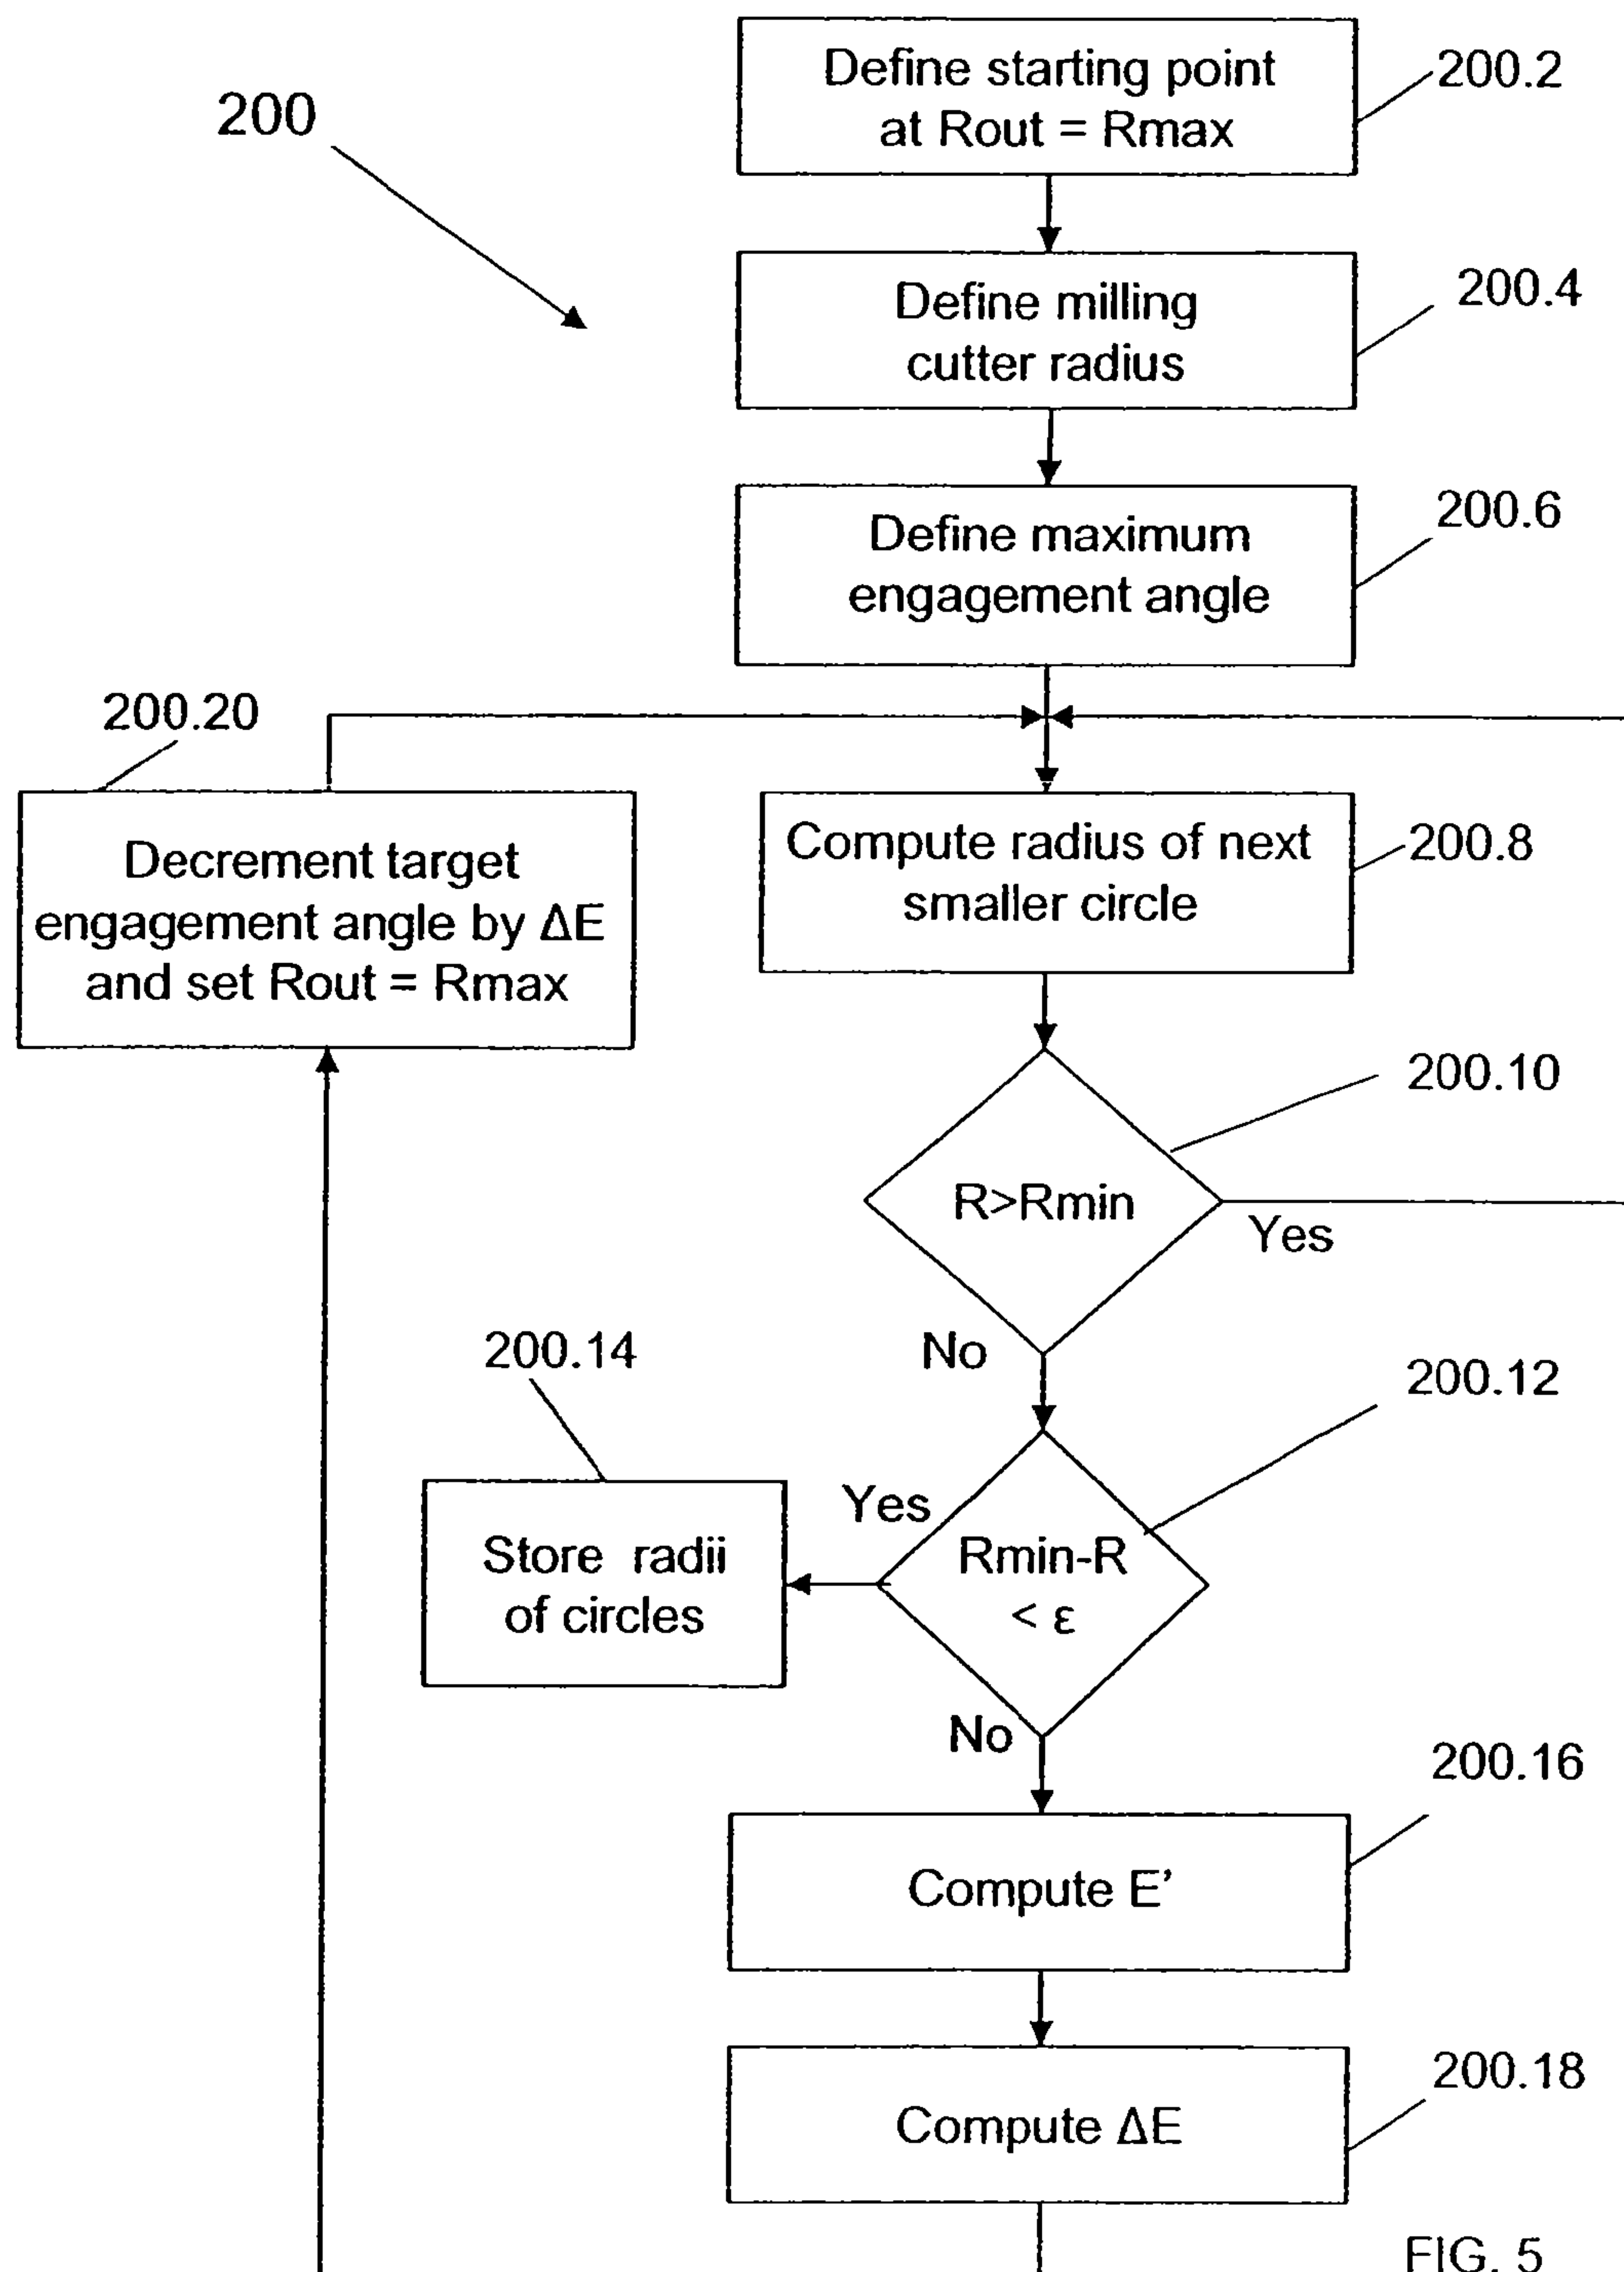 Define starting point
at Rout = Rmax
200.2
200
Define milling
cutter radius
200.4
Define maximum
engagement angle
200.6
200.20
Decrement target
engagement angle by ΔE
and set Rout = Rmax
Compute radius of next
smaller circle
200.8
200.10
R>Rmin
Yes
No
200.14
200.12
Yes
Store radii
of circles
Rmin-R
< ε
No
200.16
Compute E’
200.18
Compute ΔE
FIG. 5